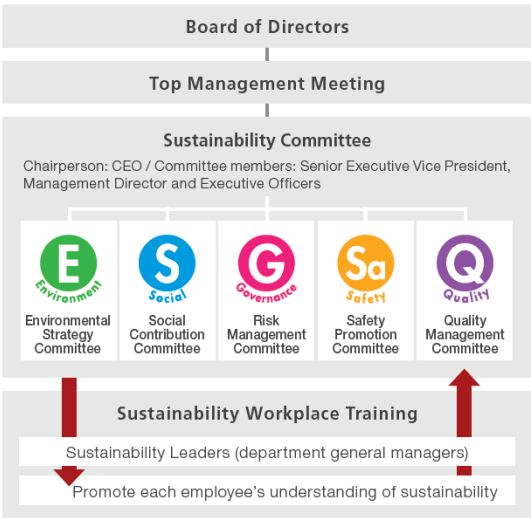 Board of Directors
Top Management Meeting
Sustainability Committee
Chairperson: CEO / Committee members: Senior Executive Vice President,
Management Director and Executive Officers
E
Environment
S
Social
G
Governance
Sa
Safety
Q
Quality
Environmental
Strategy
Committee
Social
Contribution
Committee
Risk
Management
Committee
Safety
Promotion
Committee
Quality
Management
Committee
Sustainability Workplace Training
Sustainability Leaders (department general managers)
Promote each employee's understanding of sustainability